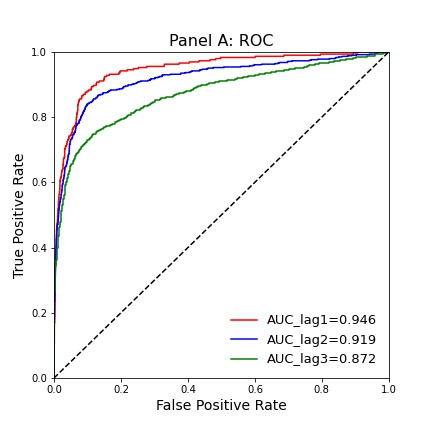 Panel A: ROC
True Positive Rate
1.0
0.8
0.6
0.4
0.2
0.0
AUC_lag1=0.946
AUC_lag2=0.919
AUC_lag3=0.872
0.0 0.2 0.4 0.6 0.8 1.0
False Positive Rate